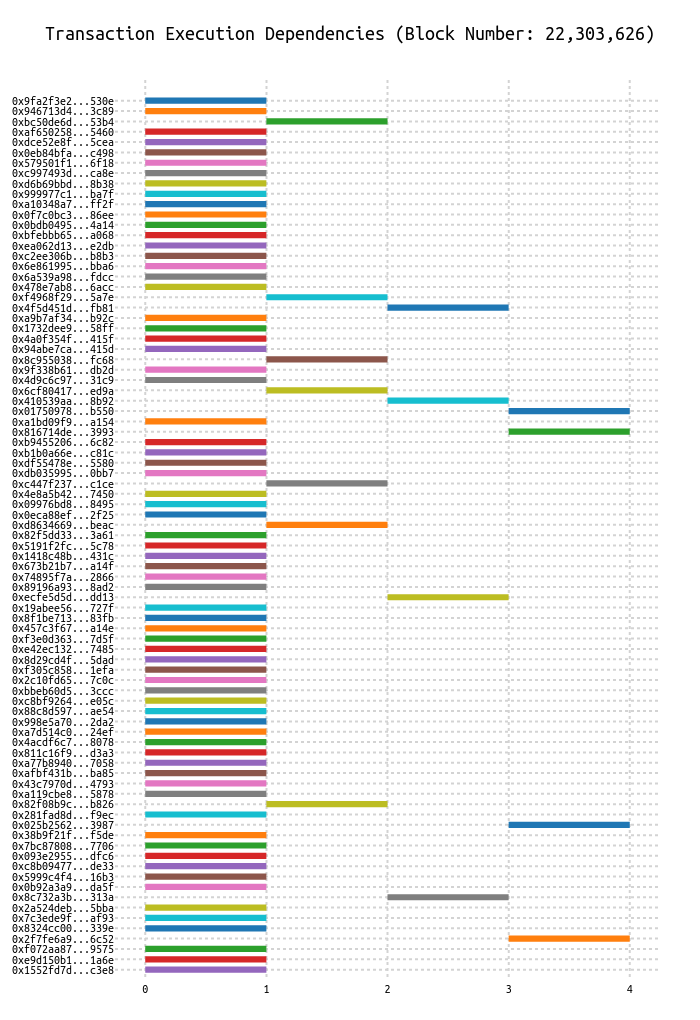 Transaction Execution Dependencies (Block Number: 22,303,626)
0x9fa2f3e2...530e
0x946713d4...3c89
0xbc50de6d...53b4
0xaf650258...5460
0xdce52e8f...5cea
0x0eb84bfa...c498
0x579501f1...6f18
0xc997493d...ca8e
0xd6b69bbd...8b38
0x999977c1...ba7f
0xa10348a7...ff2f
0x0f7c0bc3...86ee
0x0bdb0495...4a14
0xbfebbb65...a068
0xea062d13...e2db
0xc2ee306b...b8b3
0x6e861995...bba6
0x6a539a98...fdcc
0x478e7ab8...6acc
0xf4968f29...5a7e
0x4f5d451d...fb81
0xa9b7af34...b92c
0x1732dee9...58ff
0x4a0f354f...415f
0x94abe7ca...415d
0x8c955038...fc68
0x9f338b61...db2d
0x4d9c6c97...31c9
0x6cf80417...ed9a
0x410539aa...8b92
0x01750978...b550
0xa1bd09f9...a154
0x816714de...3993
0xb9455206...6c82
0xb1b0a66e...c81c
0xdf55478e...5580
0xdb035995...0bb7
0xc447f237...c1ce
0x4e8a5b42...7450
0x09976bd8...8495
0x0eca88ef...2f25
0xd8634669...beac
0x82f5dd33...3a61
0x5191f2fc...5c78
0x1418c48b...431c
0x673b21b7...a14f
0x74895f7a...2866
0x89196a93...8ad2
0xecfe5d5d...dd13
0x19abee56...727f
0x8f1be713...83fb
0x457c3f67...a14e
0xf3e0d363...7d5f
0xe42ec132...7485
0x8d29cd4f...5dad
0xf305c858...1efa
0x2c10fd65...7c0c
0xbbeb60d5...3ccc
0xc8bf9264...e05c
0x88c8d597...ae54
0x998e5a70...2da2
0xa7d514c0...24ef
0x4acdf6c7...8078
0x811c16f9...d3a3
0xa77b8940...7058
0xafbf431b...ba85
0x43c7970d...4793
0xa119cbe8...5878
0x82f08b9c...b826
0x281fad8d...f9ec
0x025b2562...3987
0x38b9f21f...f5de
0x7bc87808...7706
0x093e2955...dfc6
0xc8b09477...de33
0x5999c4f4...16b3
0x0b92a3a9...da5f
0x8c732a3b...313a
0x2a524deb...5bba
0x7c3ede9f...af93
0x8324cc00...339e
0x2f7fe6a9...6c52
0xf072aa87...9575
0xe9d150b1...1a6e
0x1552fd7d...c3e8
0 1 2 3 4